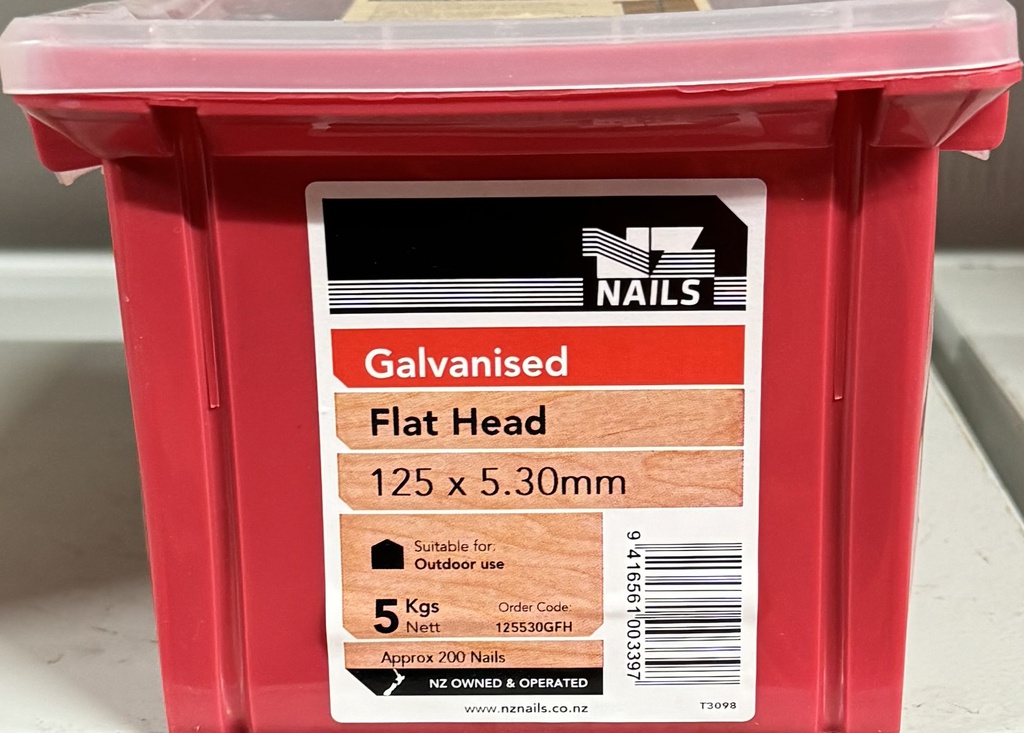 NZ
NAILS
Galvanised
Flat Head
125 x 5.30mm
Suitable for:
Outdoor use
5 Kgs
Nett
Order Code:
125530GFH
Approx 200 Nails
NZ OWNED & OPERATED
www.nznails.co.nz
9 416561 003397
T3098